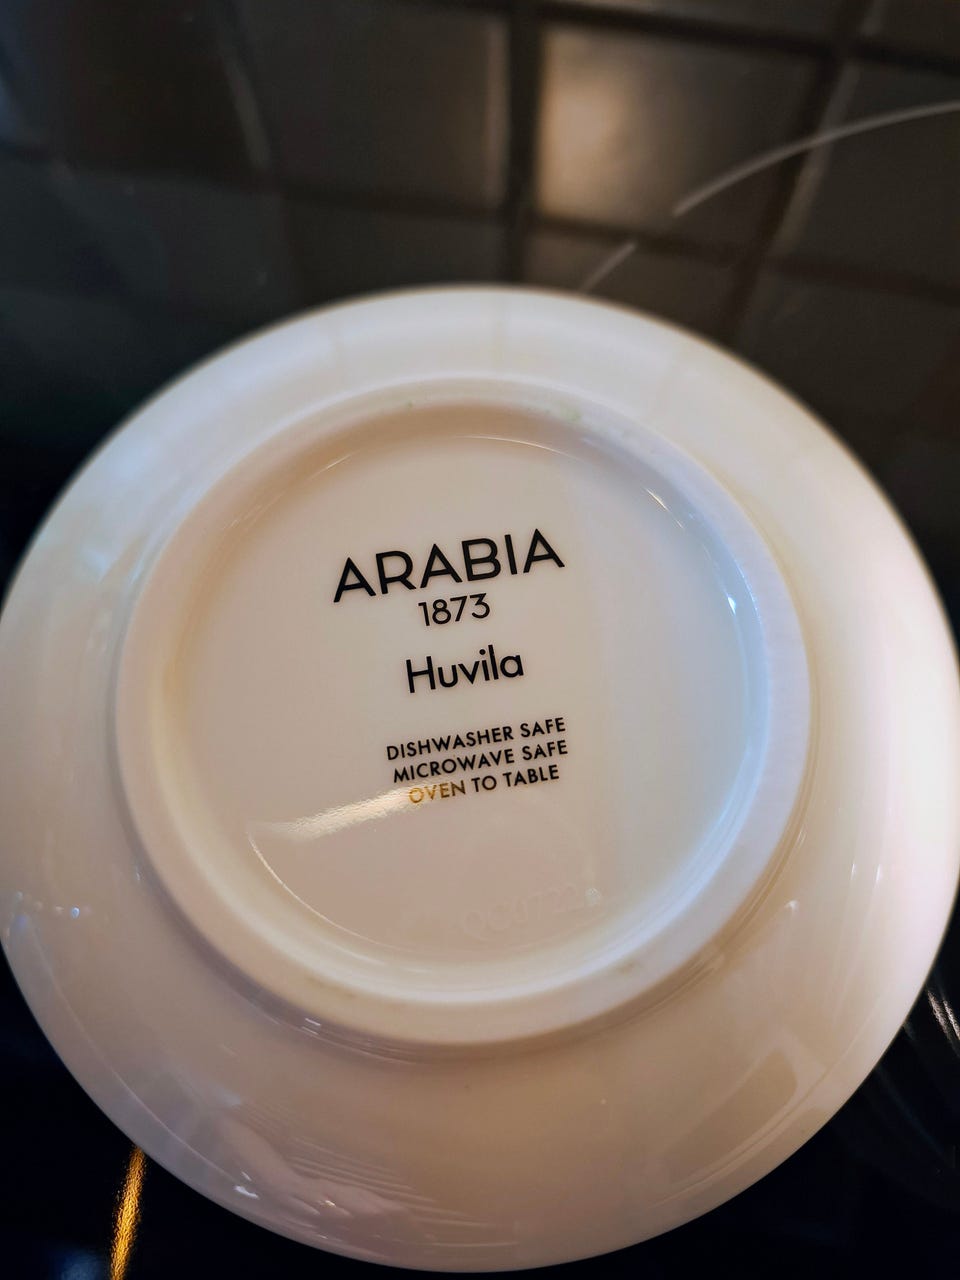 ARABIA
1873
Huvila
DISHWASHER SAFE
MICROWAVE SAFE
OVEN TO TABLE